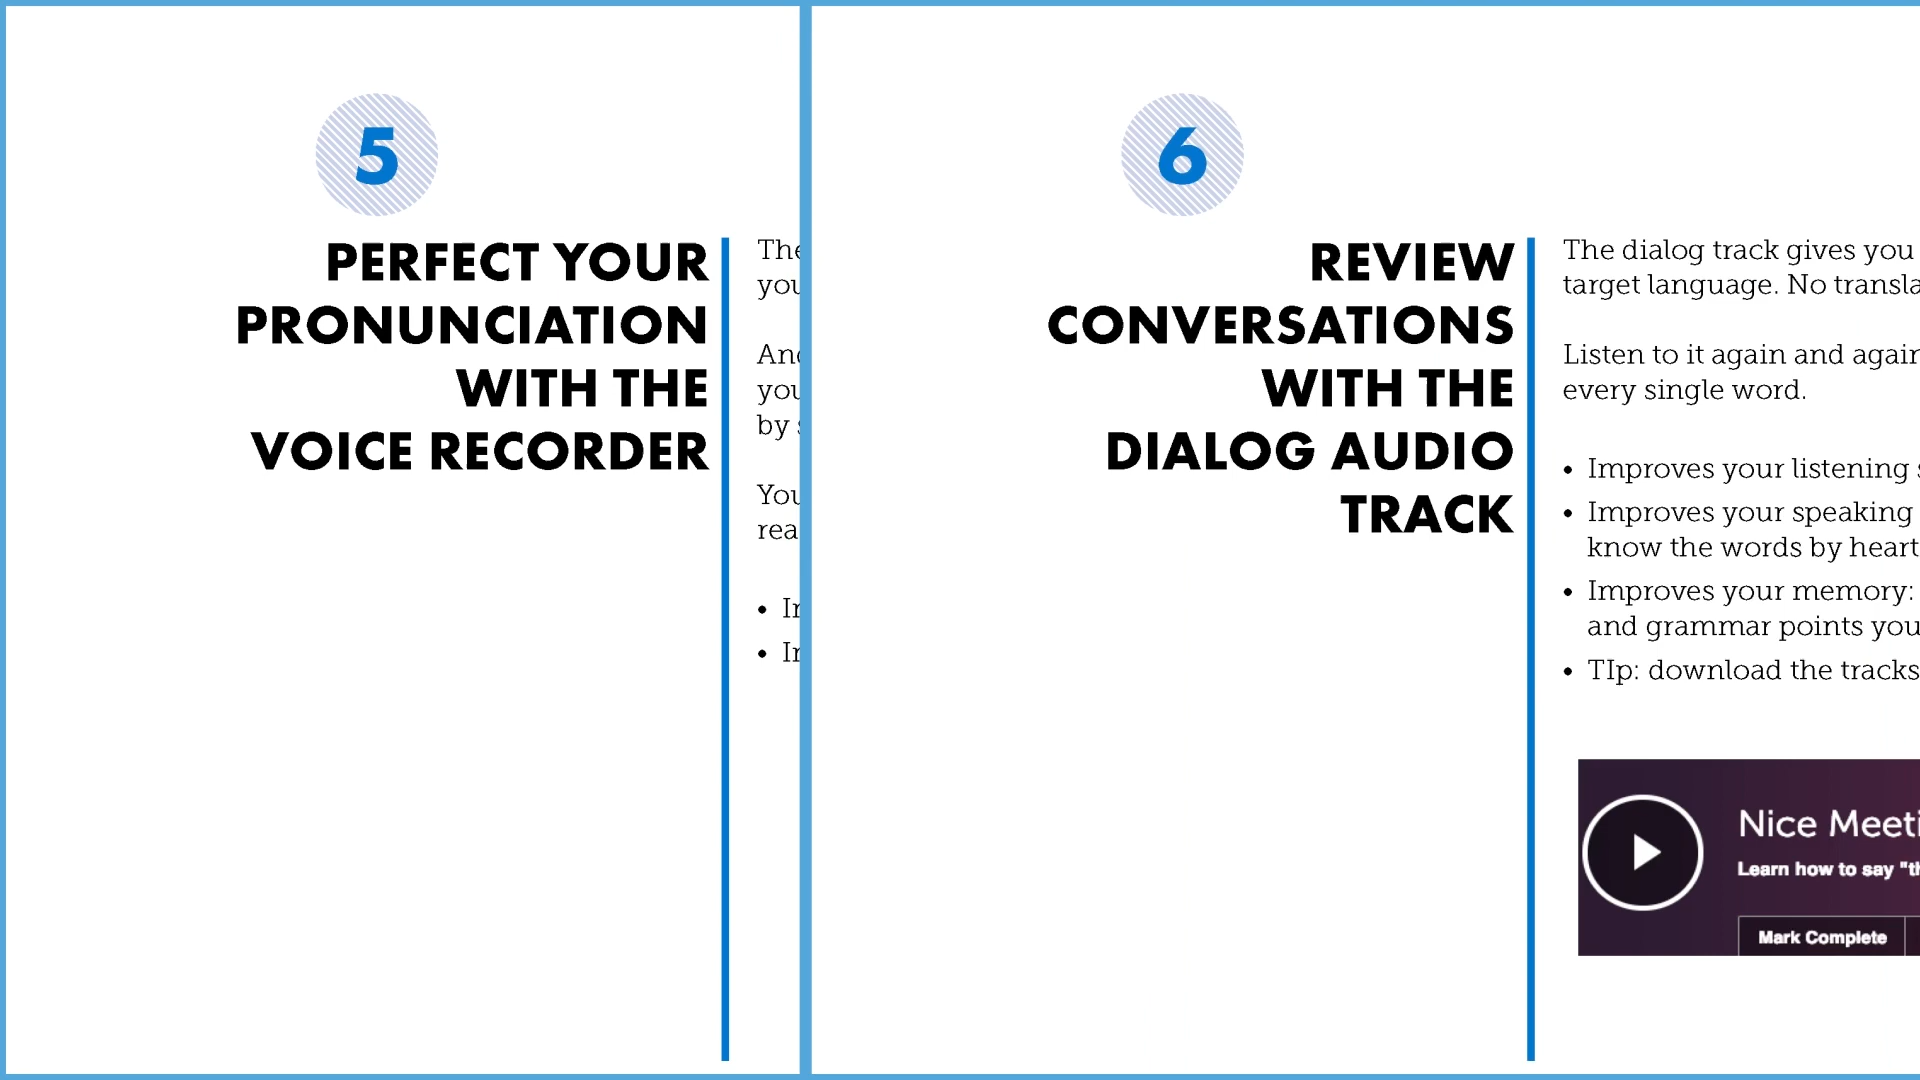 5
PERFECT YOUR
PRONUNCIATION
WITH THE
VOICE RECORDER
by
6
REVIEW
CONVERSATIONS
WITH THE
DIALOG AUDIO
TRACK
The dialog track gives you
target language. No
Listen to it again and again
every single word.
• Improves your listening
• Improves your speaking
know the words by heart
• Improves your memory:
and grammar points you
• TIp: download the tracks
Nice
Learn how to say
Mark Complete